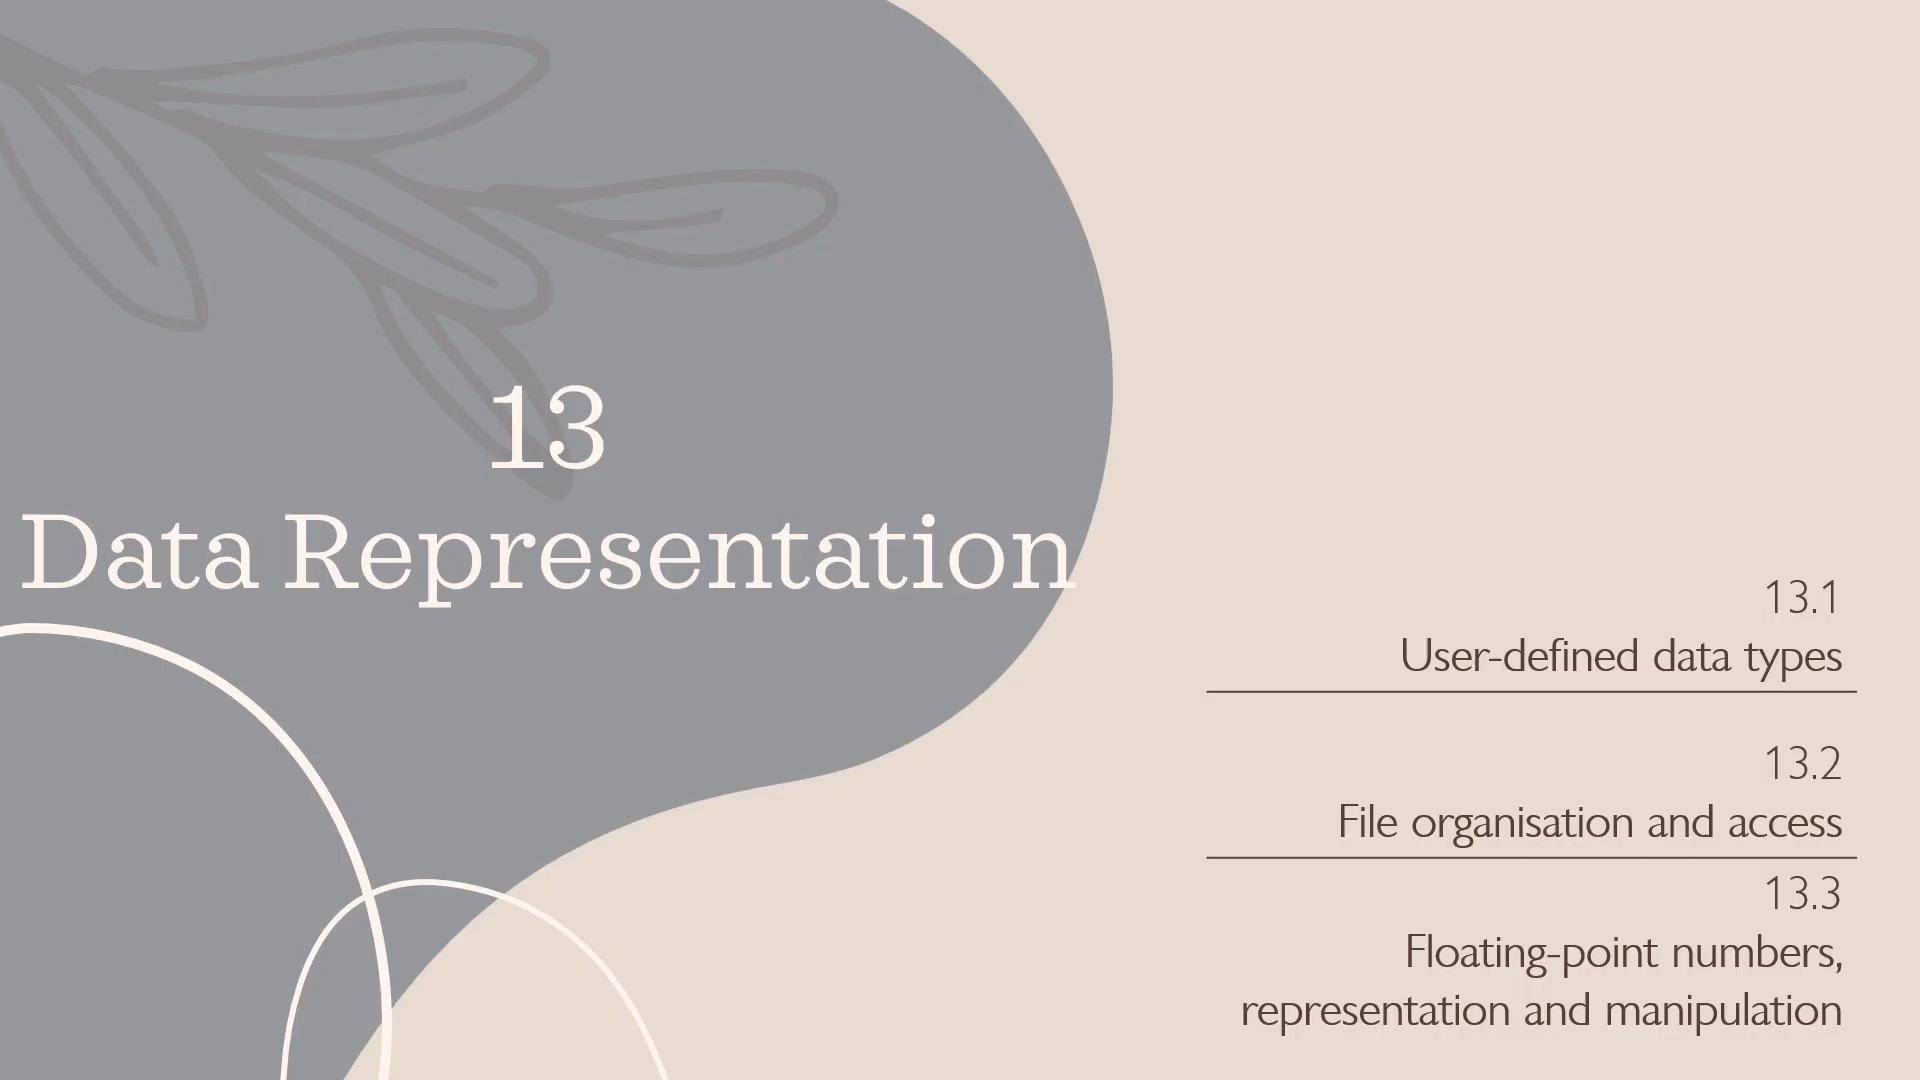 13
Data Representation
13.1
User-defined data types
13.2
File organisation and access
13.3
Floating-point numbers,
representation and manipulation